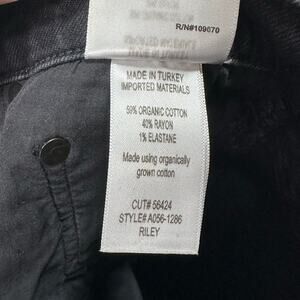 R/N#109670
MADE IN TURKEY
IMPORTED MATERIALS
59% ORGANIC COTTON
40% RAYON
1% ELASTANE
Made using organically
grown cotton
CUT# 56424
STYLE# A056-1286
RILEY